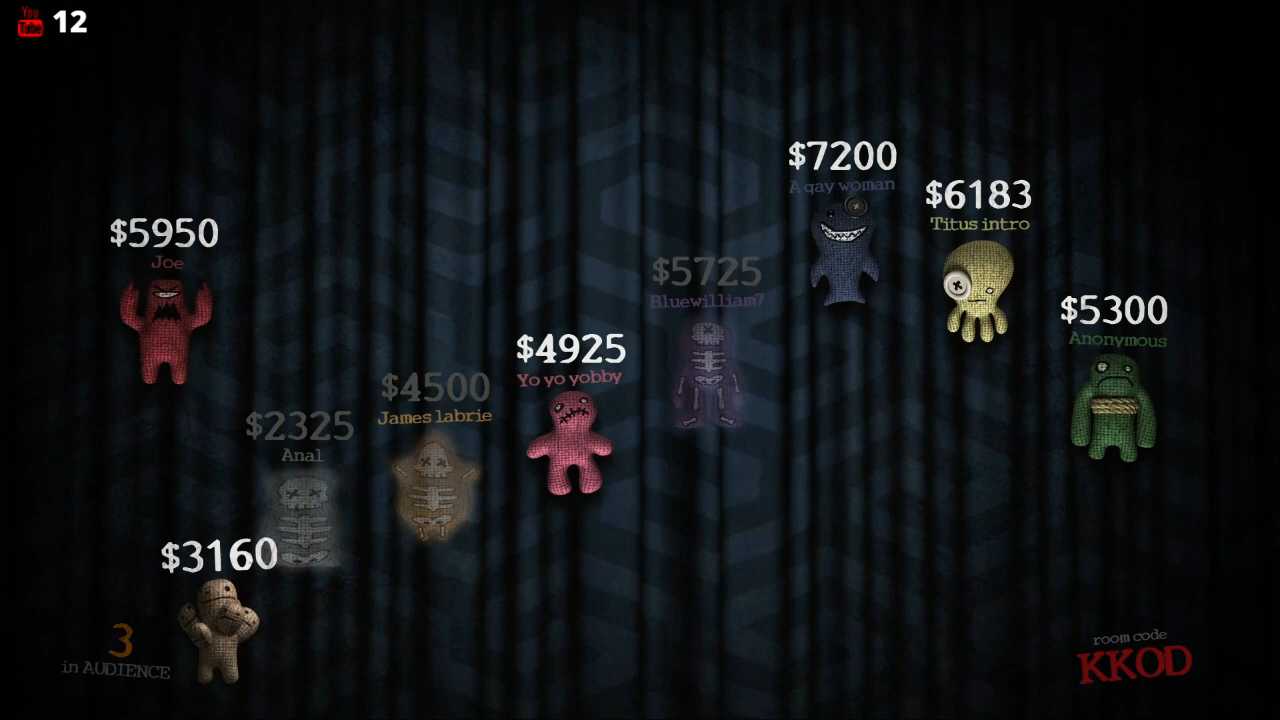 You
Tube
12
$7200
A gay woman
$6183
Titus intro
$5950
Joe
$5725
Bluewilliam7
$5300
Anonymous
$4925
Yo yo yobby
$4500
James labrie
$2325
Anal
$3160
3
in AUDIENCE
room code
KKOD